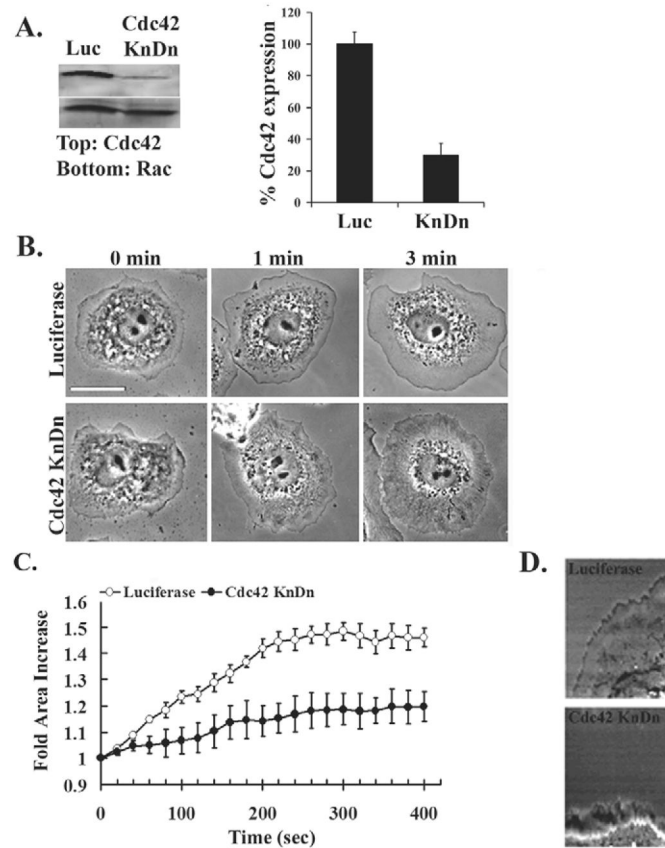 A.
Luc
Cdc42
KnDn
Top: Cdc42
Bottom: Rac
% Cdc42 expression
120
100
80
60
40
20
0
Luc
KnDn
B.
0 min
1 min
3 min
Luciferase
Cdc42 KnDn
C.
Luciferase
Cdc42 KnDn
Fold Area Increase
1.6
1.5
1.4
1.3
1.2
1.1
1
0.9
0
100
200
300
400
Time (sec)
D.
Luciferase
Cdc42 KnDn